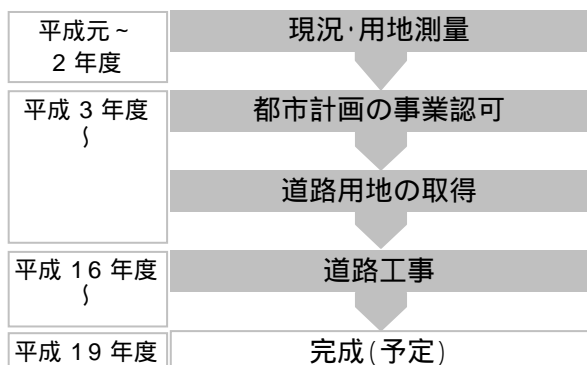 平成元~
2 年度
現況・用地測量
平成 3 年度
~
都市計画の事業認可
道路用地の取得
平成 16 年度
~
道路工事
平成 19 年度
完成(予定)